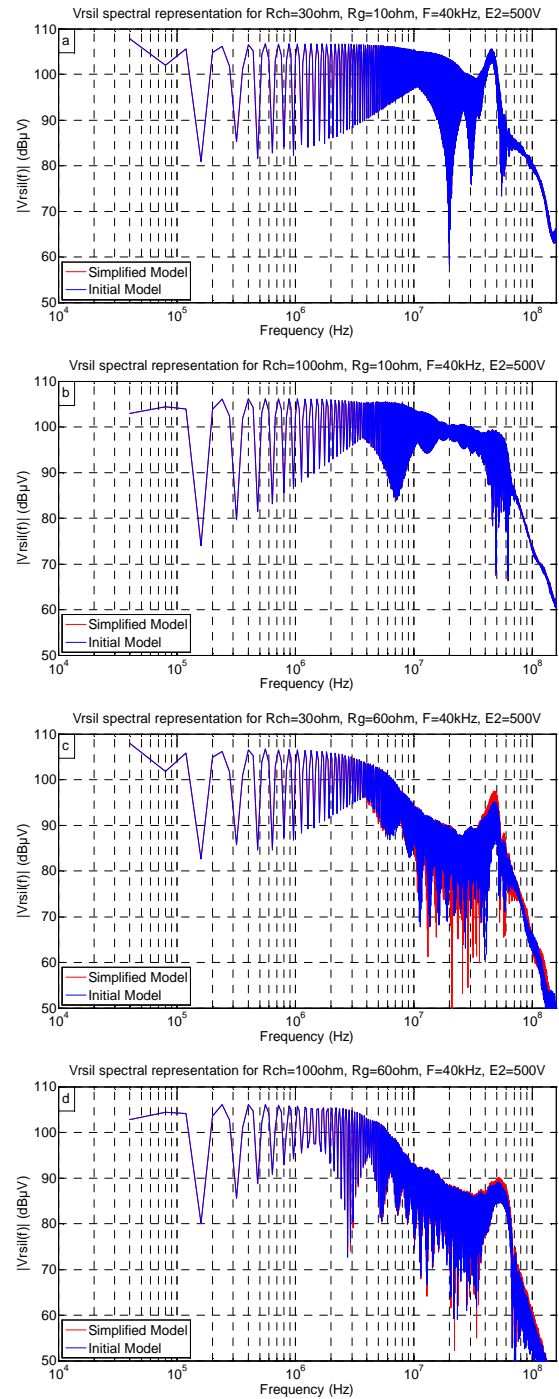 Vrsil spectral representation for Rch=30ohm, Rg=10ohm, F=40kHz, E2=500V
a
110
100
90
80
70
60
50
|Vrsil(f)| (dBµV)
Simplified Model
Initial Model
10^4 10^5 10^6 10^7 10^8
Frequency (Hz)
Vrsil spectral representation for Rch=100ohm, Rg=10ohm, F=40kHz, E2=500V
b
110
100
90
80
70
60
50
|Vrsil(f)| (dBµV)
Simplified Model
Initial Model
10^4 10^5 10^6 10^7 10^8
Frequency (Hz)
Vrsil spectral representation for Rch=30ohm, Rg=60ohm, F=40kHz, E2=500V
c
110
100
90
80
70
60
50
|Vrsil(f)| (dBµV)
Simplified Model
Initial Model
10^4 10^5 10^6 10^7 10^8
Frequency (Hz)
Vrsil spectral representation for Rch=100ohm, Rg=60ohm, F=40kHz, E2=500V
d
110
100
90
80
70
60
50
|Vrsil(f)| (dBµV)
Simplified Model
Initial Model
10^4 10^5 10^6 10^7 10^8
Frequency (Hz)